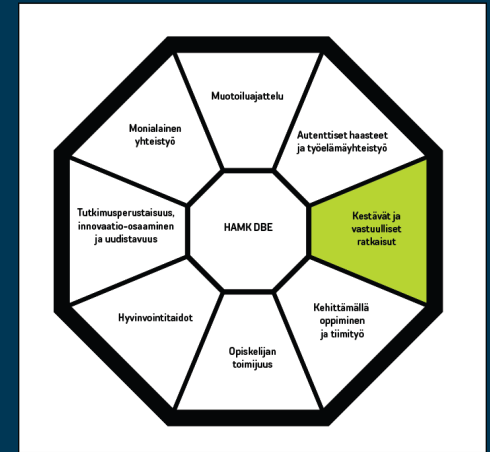 Muotoiluajattelu
Autenttiset haasteet
ja työelämäyhteistyö
Kestävät ja
vastuulliset
ratkaisut
Kehittämällä
oppiminen
ja tiimityö
Opiskelijan
toimijuus
Hyvinvointitaidot
Tutkimusperustaisuus,
innovaatio-osaaminen
ja uudistavuus
Monialainen
yhteistyö
HAMK DBE